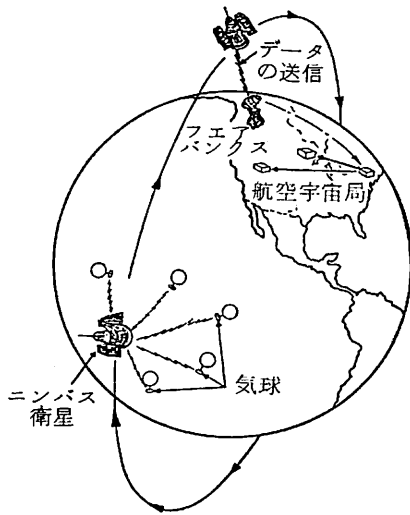 データ
の送信
フェア
バンクス
航空宇宙局
気球
ニンバス
衛星